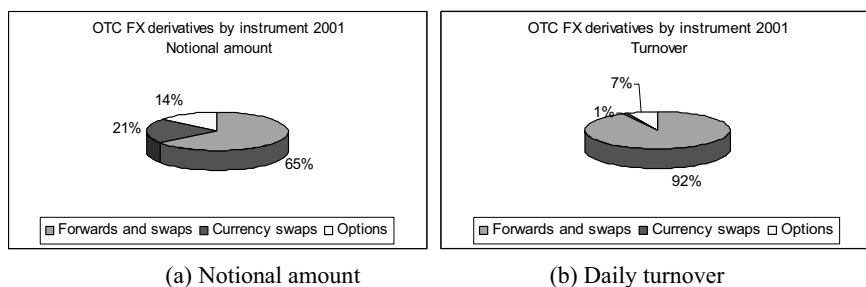 OTC FX derivatives by instrument 2001
Notional amount
14%
21%
65%
Forwards and swaps Currency swaps Options
(a) Notional amount
OTC FX derivatives by instrument 2001
Turnover
7%
1%
92%
Forwards and swaps Currency swaps Options
(b) Daily turnover